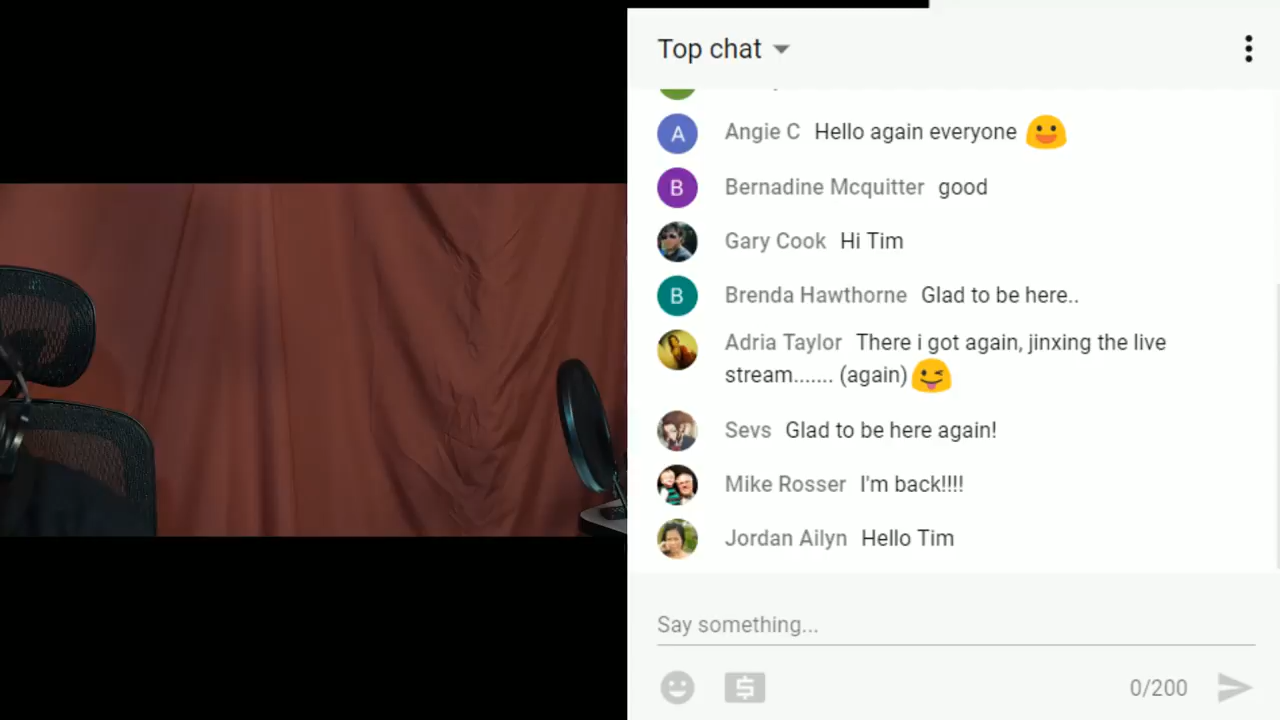 Top chat
A Angie C Hello again everyone
B Bernadine Mcquitter good
Gary Cook Hi Tim
B Brenda Hawthorne Glad to be here..
Adria Taylor There i got again, jinxing the live
stream....... (again)
Sevs Glad to be here again!
Mike Rosser I'm back!!!!
Jordan Ailyn Hello Tim
Say something...
0/200